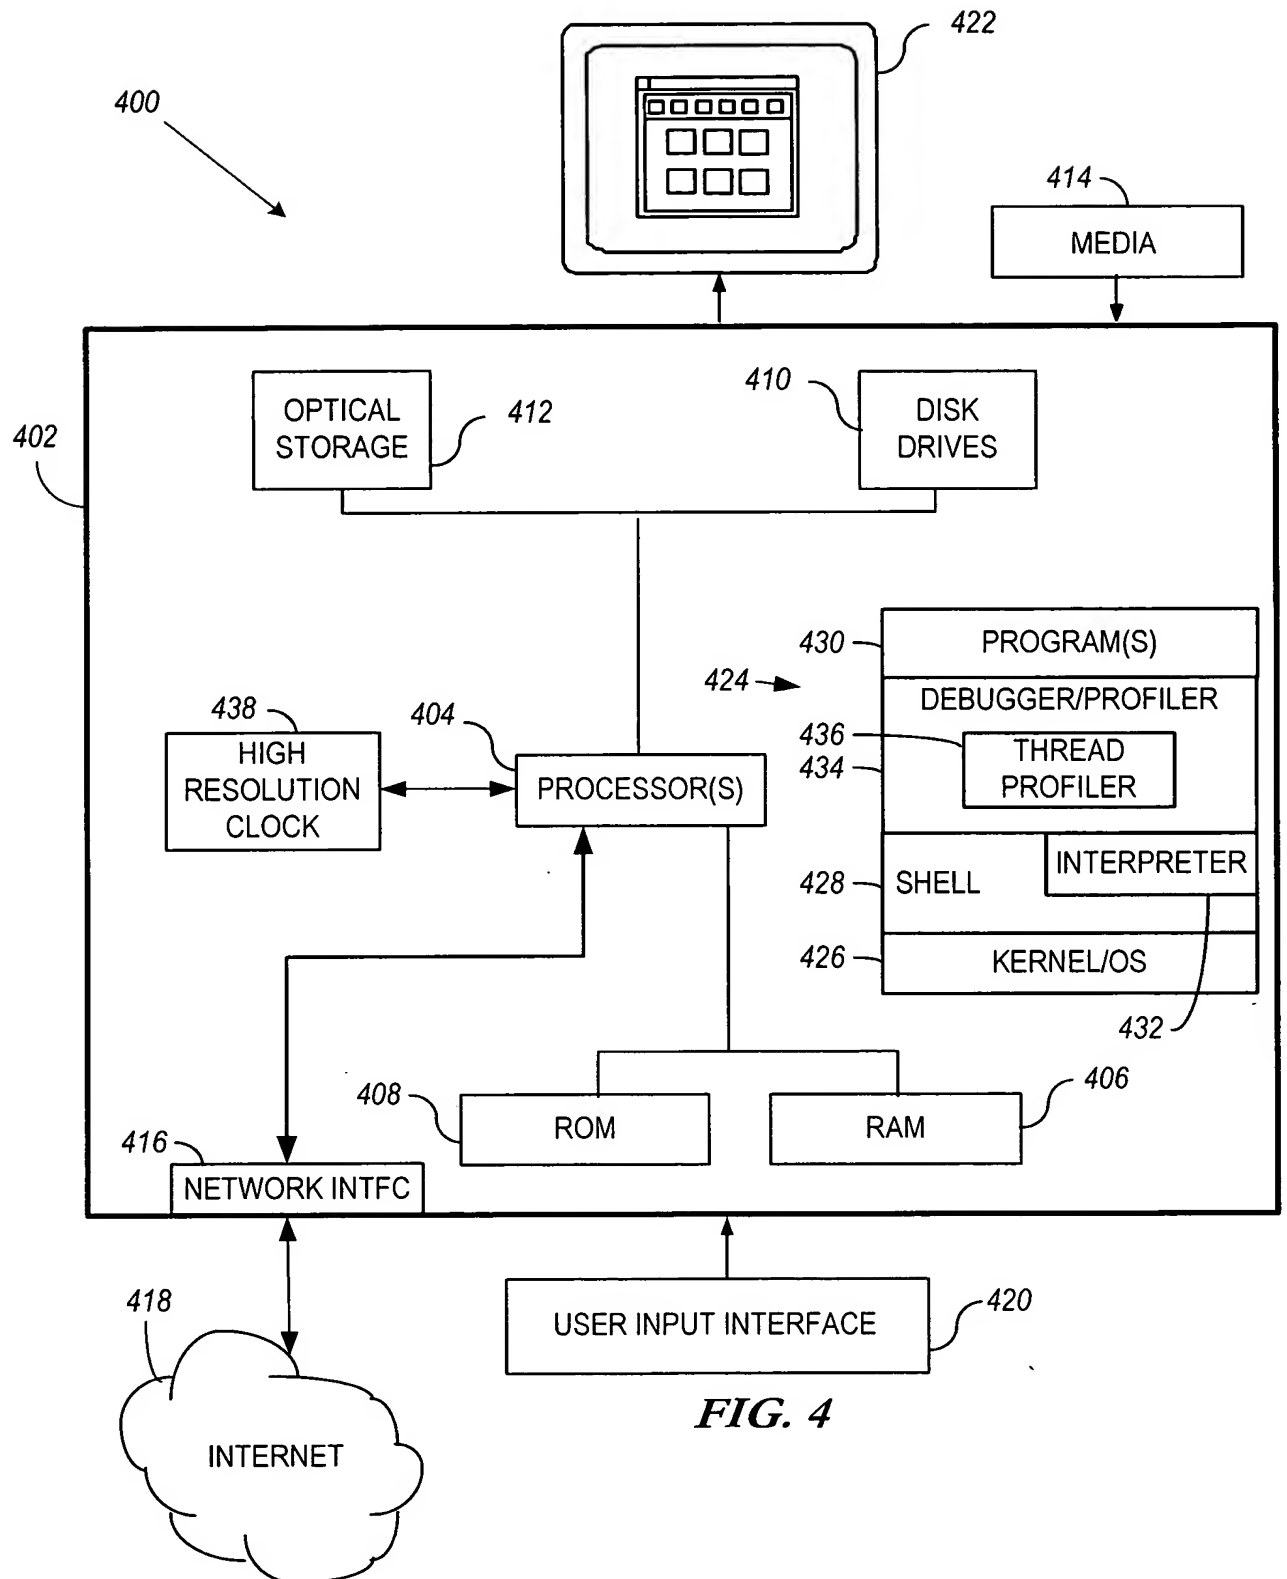 422
400
414
MEDIA
402
OPTICAL
STORAGE
412
410
DISK
DRIVES
430
PROGRAM(S)
424
DEBUGGER/PROFILER
436
434
THREAD
PROFILER
438
HIGH
RESOLUTION
CLOCK
404
PROCESSOR(S)
428
SHELL
INTERPRETER
426
KERNEL/OS
432
408
ROM
406
RAM
416
NETWORK INTFC
418
INTERNET
USER INPUT INTERFACE
420
FIG. 4